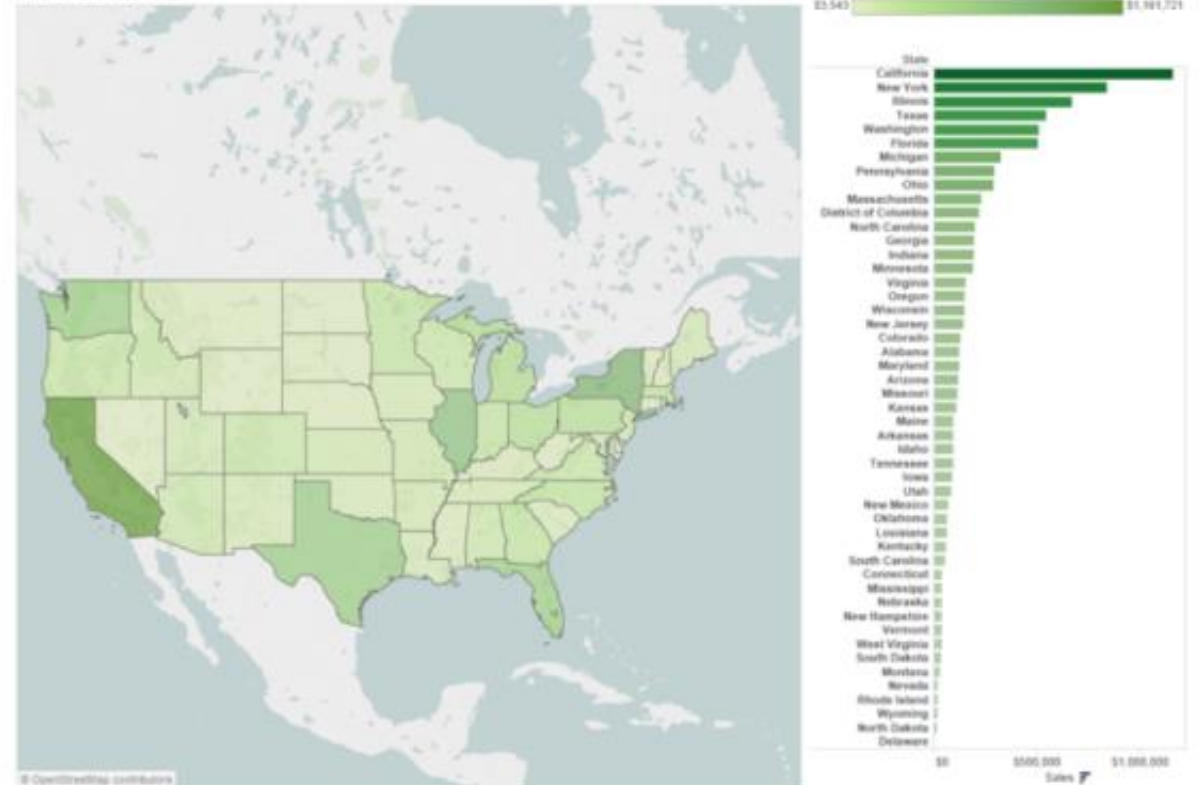 $3,543 $1,161,721
State
California
New York
Illinois
Texas
Washington
Florida
Michigan
Pennsylvania
Ohio
Massachusetts
District of Columbia
North Carolina
Georgia
Indiana
Minnesota
Virginia
Oregon
Wisconsin
New Jersey
Colorado
Alabama
Maryland
Arizona
Missouri
Kansas
Maine
Arkansas
Idaho
Tennessee
Iowa
Utah
New Mexico
Oklahoma
Louisiana
Kentucky
South Carolina
Connecticut
Mississippi
Nebraska
New Hampshire
Vermont
West Virginia
South Dakota
Montana
Nevada
Rhode Island
Wyoming
North Dakota
Delaware
$0 $500,000 $1,000,000
Sales
© OpenStreetMap contributors